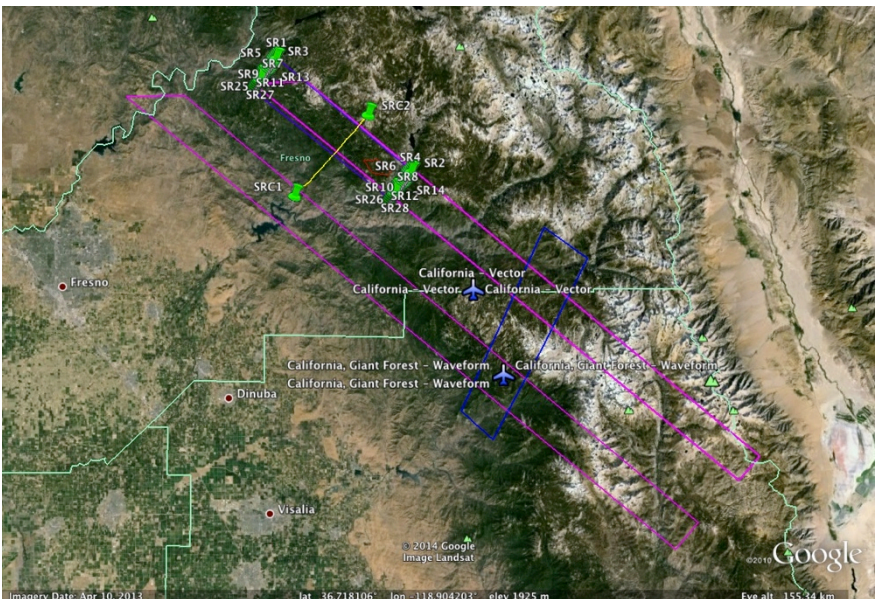 SR1
SR5
SR3
SR7
SR9
SR13
SR25
SR11
SR27
SRC2
Fresno
SR4
SR6
SR2
SR8
SRC1
SR10
SR14
SR12
SR26
SR28
California - Vector
Fresno
California - Vector
California - Vector
California, Giant Forest - Waveform
California, Giant Forest - Waveform
California, Giant Forest - Waveform
Dinuba
Visalia
© 2014 Google
Image Landsat
©2010 Google
Imagery Date: Apr 10, 2013
lat 36.718106° lon -118.904203° elev 1925 m
Eye alt 155.34 km